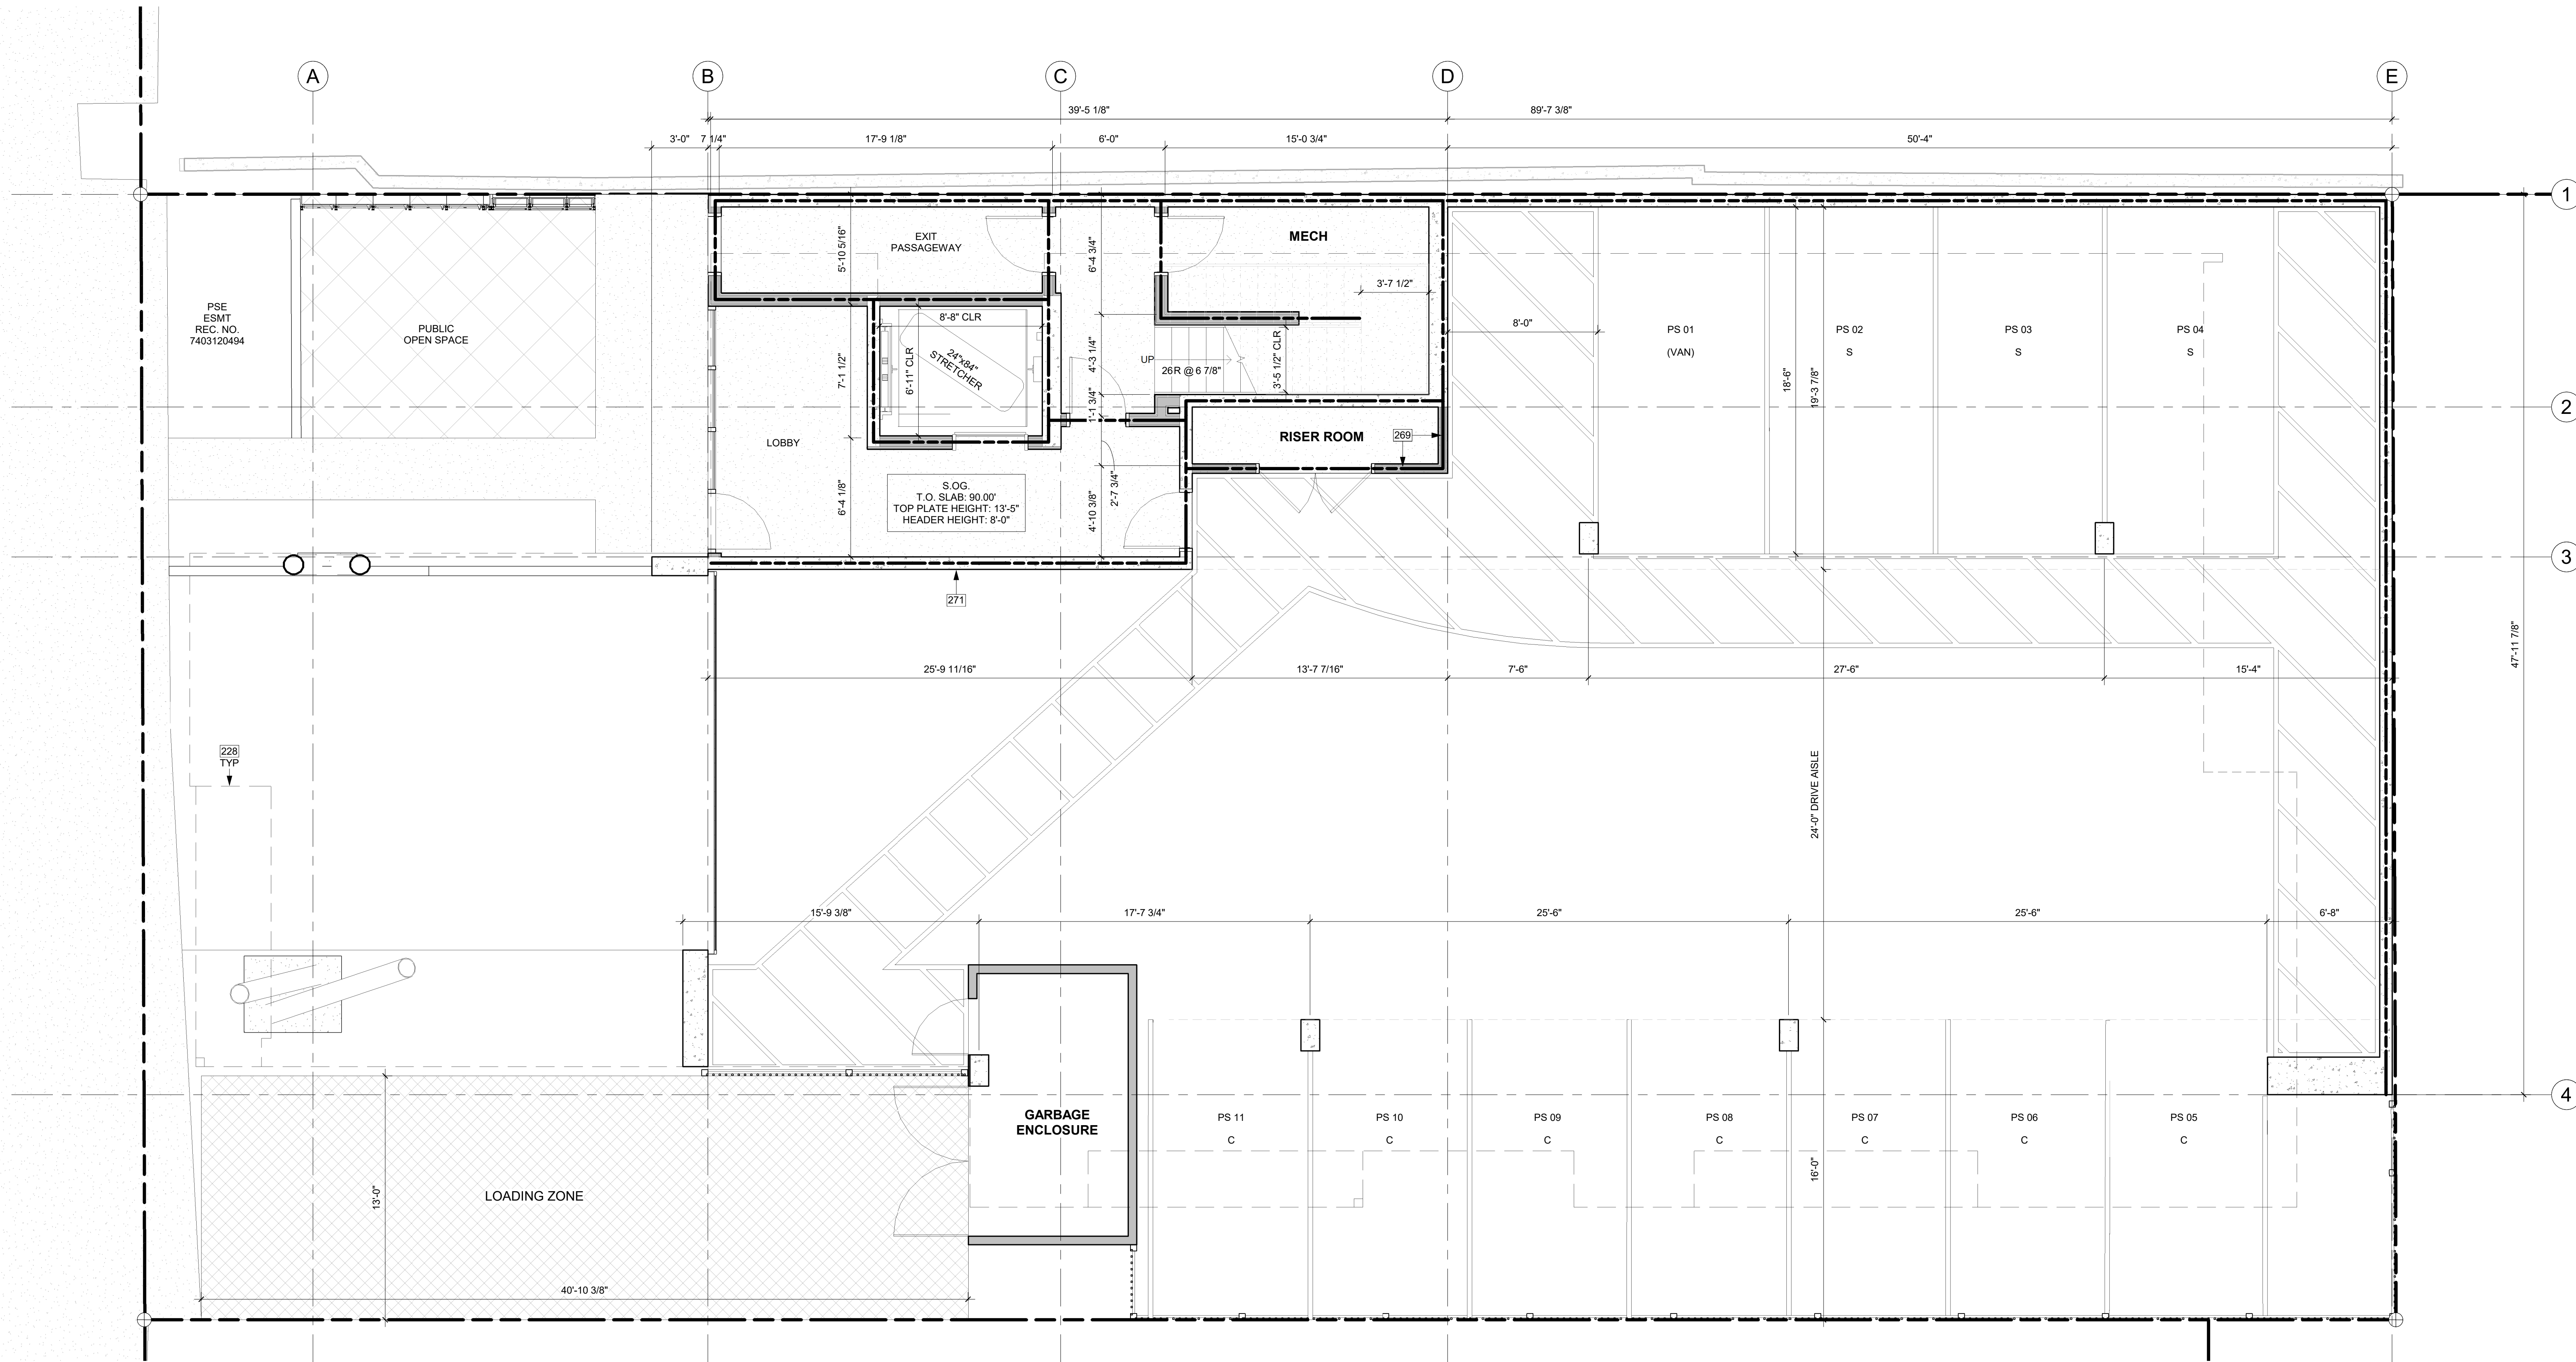 A
B
C
D
E
39'-5 1/8"
89'-7 3/8"
3'-0"
7 1/4"
17'-9 1/8"
6'-0"
15'-0 3/4"
50'-4"
1
EXIT
PASSAGEWAY
MECH
5'-10 5/16"
6'-4 3/4"
3'-7 1/2"
PSE
ESMT
REC. NO.
7403120494
PUBLIC
OPEN SPACE
8'-8" CLR
8'-0"
PS 01
(VAN)
PS 02
S
PS 03
S
PS 04
S
24"x84"
STRETCHER
6'-11" CLR
7'-1 1/2"
4'-3 1/4"
UP
26R @ 6 7/8"
3'-5 1/2" CLR.
18'-6"
19'-3 7/8"
1'-1 3/4"
2
LOBBY
RISER ROOM
269
S.OG.
T.O. SLAB: 90.00'
TOP PLATE HEIGHT: 13'-5"
HEADER HEIGHT: 8'-0"
6'-4 1/8"
4'-10 3/8"
2'-7 3/4"
3
271
47'-11 7/8"
25'-9 11/16"
13'-7 7/16"
7'-6"
27'-6"
15'-4"
228
TYP
24'-0" DRIVE AISLE
15'-9 3/8"
17'-7 3/4"
25'-6"
25'-6"
6'-8"
4
GARBAGE
ENCLOSURE
PS 11
C
PS 10
C
PS 09
C
PS 08
C
PS 07
C
PS 06
C
PS 05
C
16'-0"
13'-0"
LOADING ZONE
40'-10 3/8"